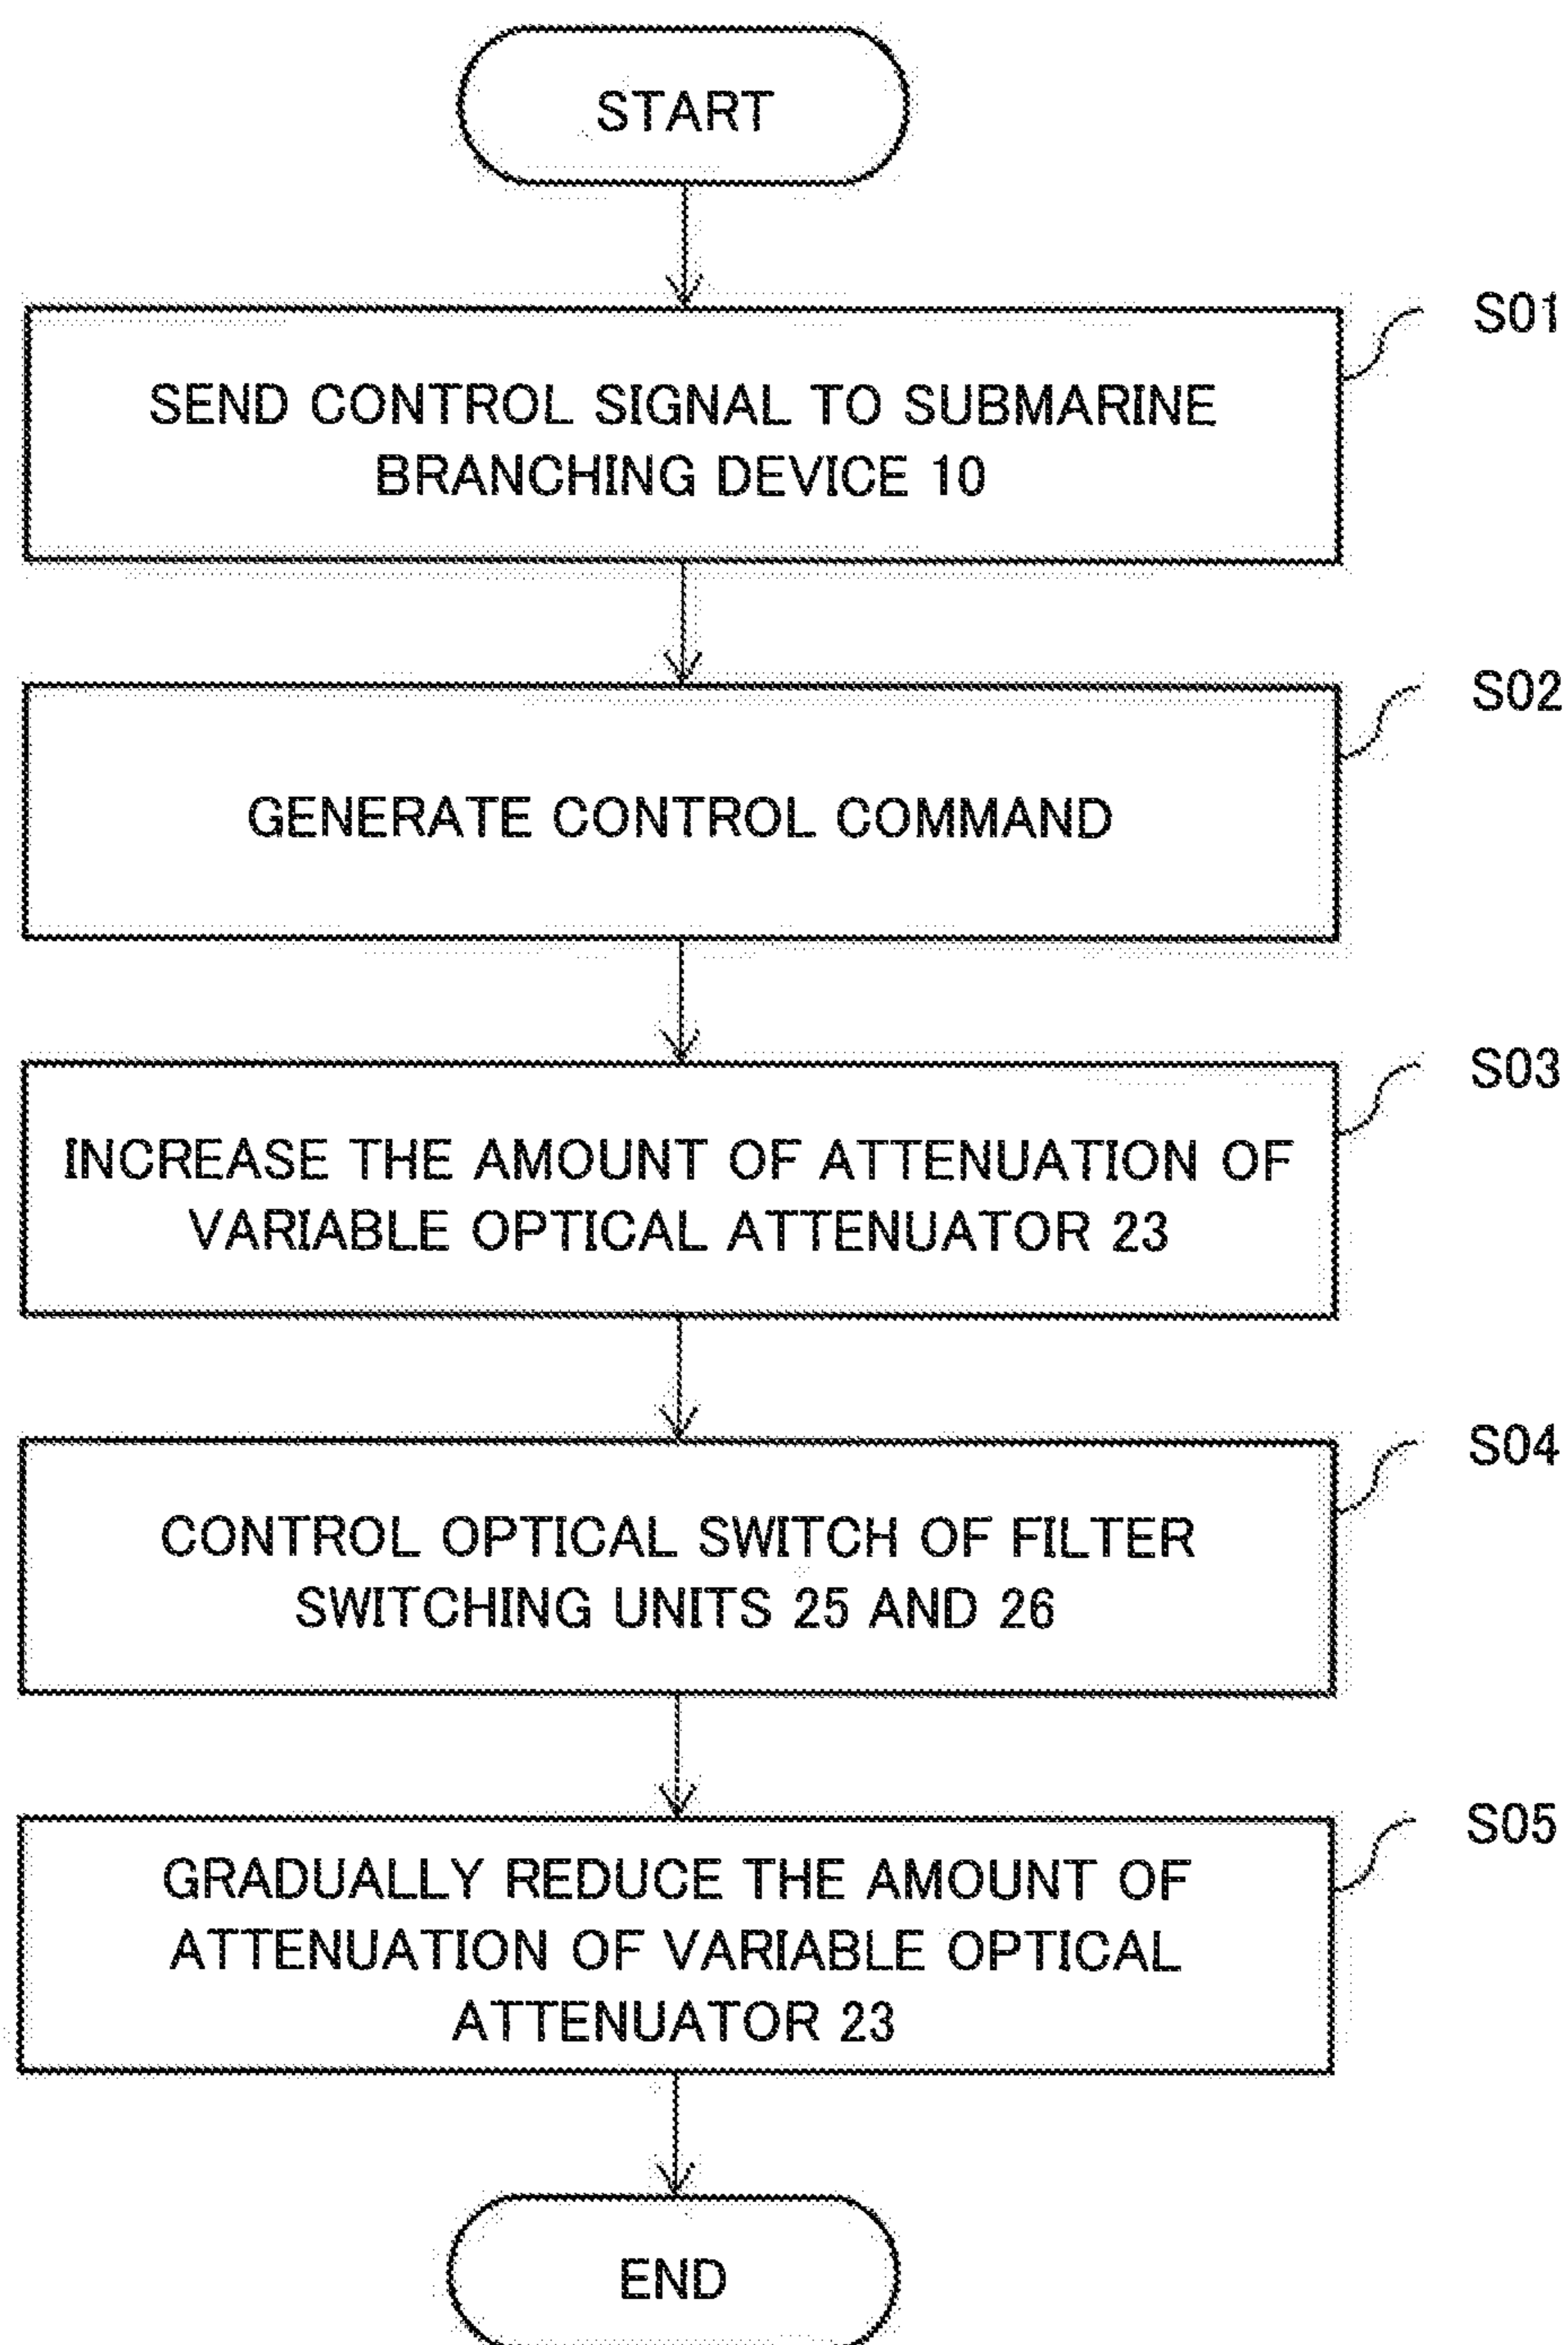 START
S01
SEND CONTROL SIGNAL TO SUBMARINE
BRANCHING DEVICE 10
S02
GENERATE CONTROL COMMAND
S03
INCREASE THE AMOUNT OF ATTENUATION OF
VARIABLE OPTICAL ATTENUATOR 23
S04
CONTROL OPTICAL SWITCH OF FILTER
SWITCHING UNITS 25 AND 26
S05
GRADUALLY REDUCE THE AMOUNT OF
ATTENUATION OF VARIABLE OPTICAL
ATTENUATOR 23
END